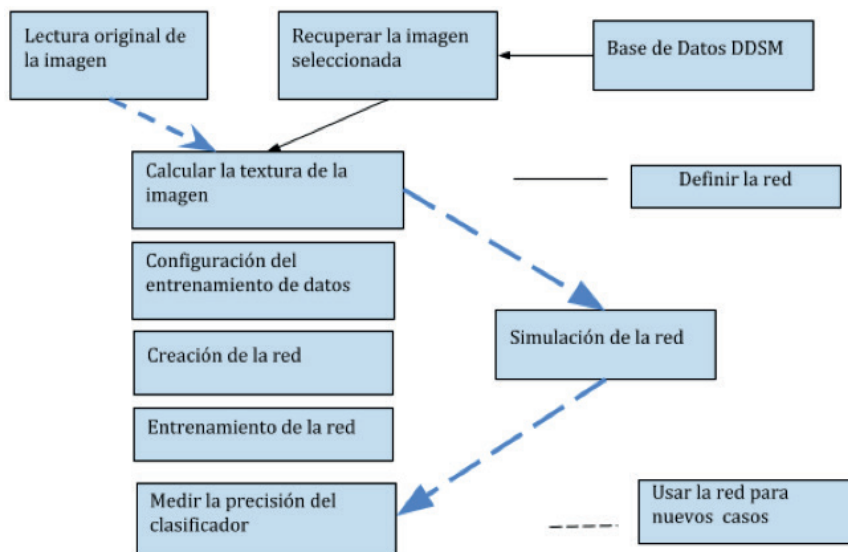 Lectura original de
la imagen
Recuperar la imagen
seleccionada
Base de Datos DDSM
Calcular la textura de la
imagen
Definir la red
Configuración del
entrenamiento de datos
Creación de la red
Simulación de la red
Entrenamiento de la red
Medir la precisión del
clasificador
Usar la red para
nuevos casos